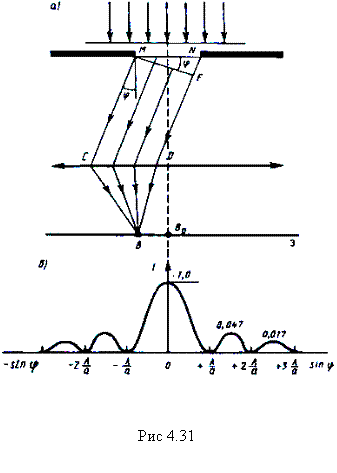 а)
M N
φ F
φ
C D
B B₀ Э
б) I 1,0
0,047 0,017
-sin φ -2 λ/a - λ/a 0 + λ/a +2 λ/a +3 λ/a sin φ
Рис 4.31